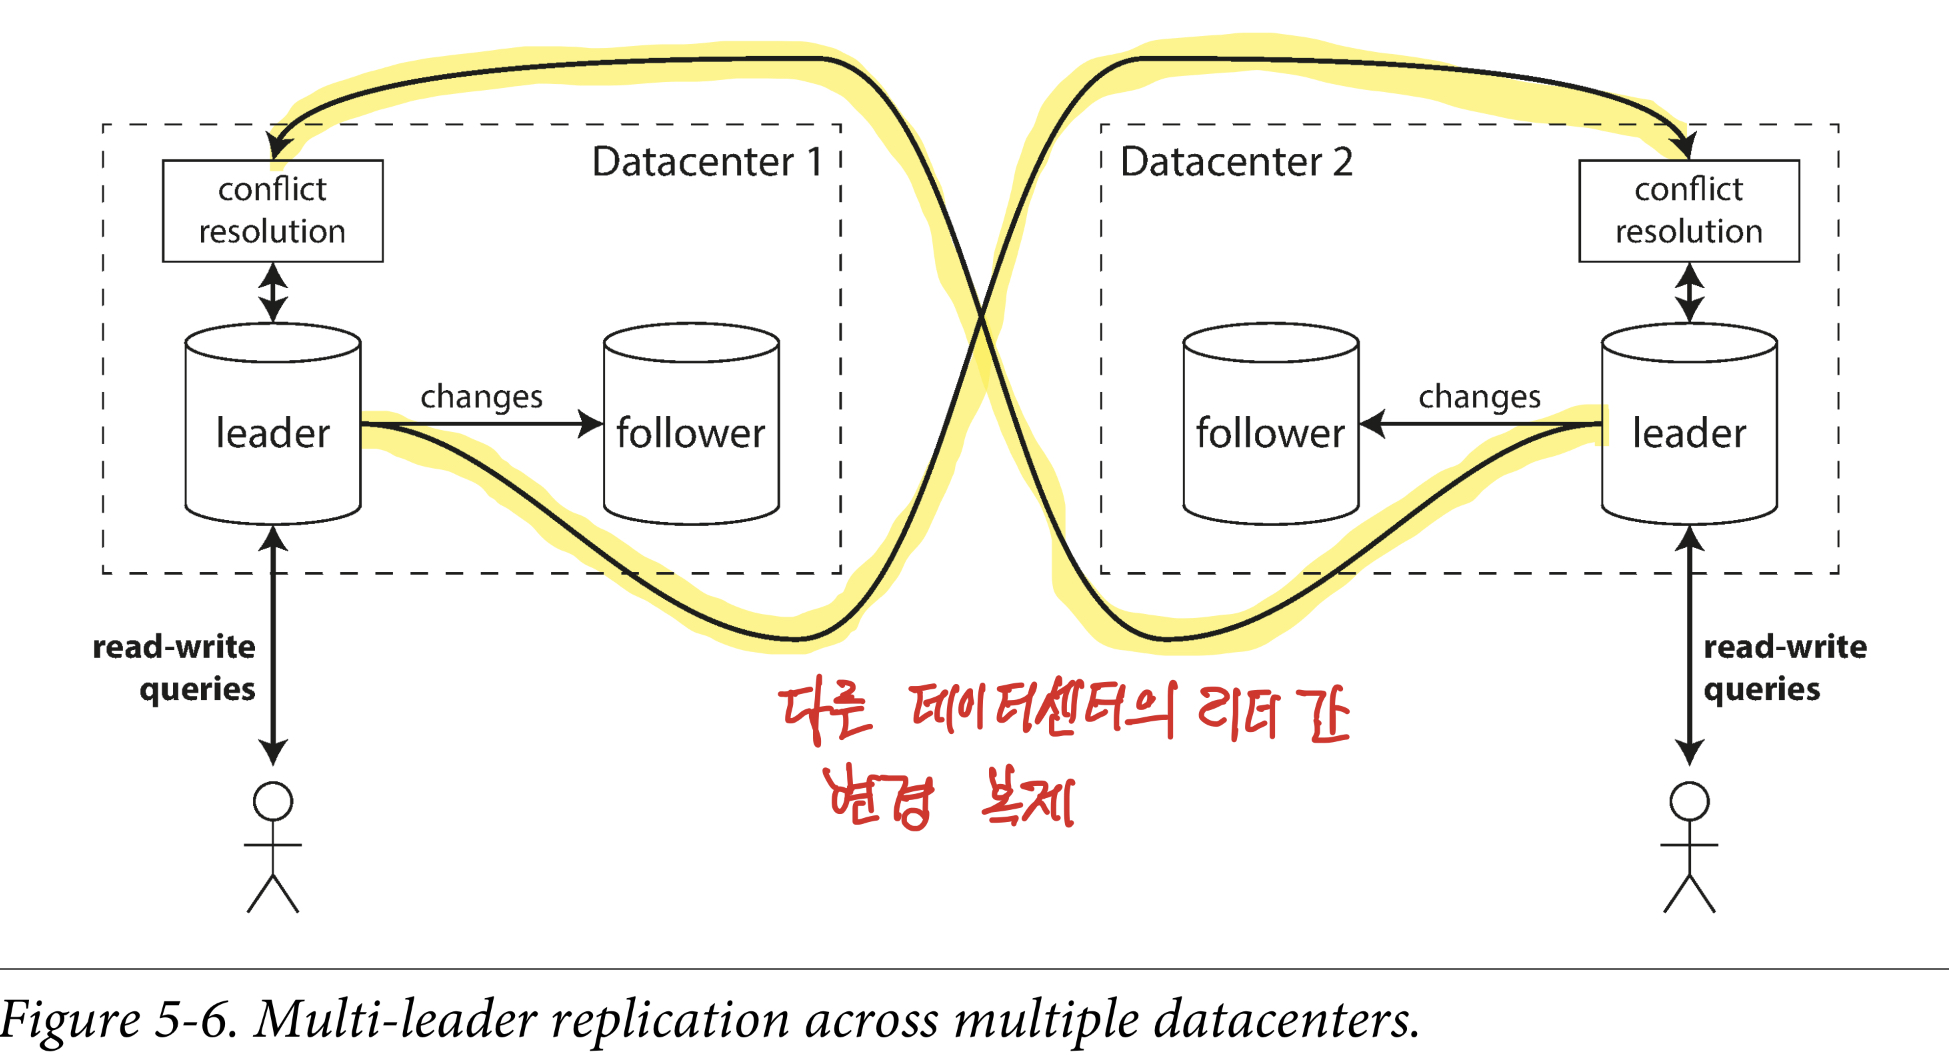 Datacenter 1
conflict
resolution
leader
changes
follower
read-write
queries
Datacenter 2
conflict
resolution
follower
changes
leader
read-write
queries
다른 데이터센터의 리더 간
변경 복제
Figure 5-6. Multi-leader replication across multiple datacenters.